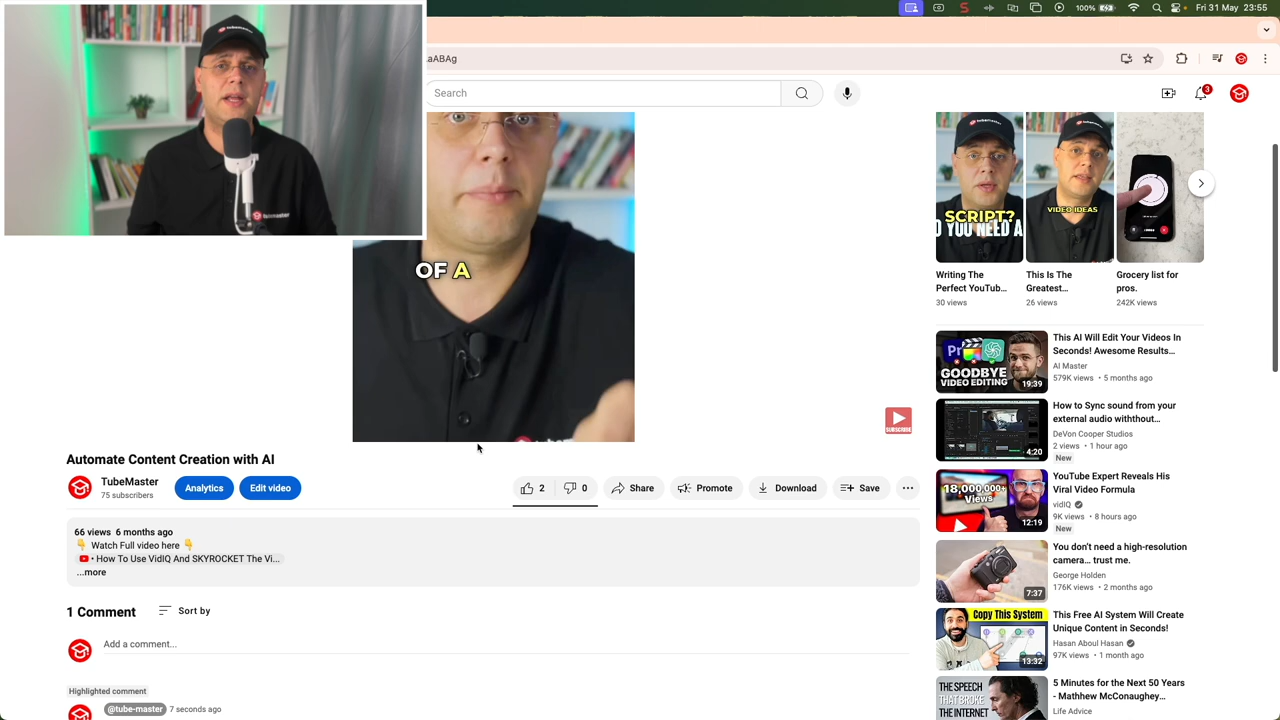 Fri 31 May 23:55
aABAg
Search
3
tubemaster
tubemaster
OF A
SUBSCRIBE
SCRIPT?
DO YOU NEED A
VIDEO IDEAS
Writing The
Perfect YouTub...
30 views
This Is The
Greatest...
26 views
Grocery list for
pros.
242K views
GOODBYE
VIDEO EDITING
19:39
This AI Will Edit Your Videos In
Seconds! Awesome Results...
AI Master
579K views • 5 months ago
4:20
How to Sync sound from your
external audio withthout...
DeVon Cooper Studios
2 views • 1 hour ago
New
18,000,000+
Views
12:19
YouTube Expert Reveals His
Viral Video Formula
vidIQ
9K views • 8 hours ago
New
7:37
You don't need a high-resolution
camera... trust me.
George Holden
176K views • 2 months ago
Copy This System
13:32
This Free AI System Will Create
Unique Content in Seconds!
Hasan Aboul Hasan
97K views • 1 month ago
THE SPEECH
THAT BROKE
THE INTERNET
5 Minutes for the Next 50 Years
- Mathhew McConaughey...
Life Advice
Automate Content Creation with AI
TubeMaster
75 subscribers
Analytics
Edit video
2
0
Share
Promote
Download
Save
66 views 6 months ago
👇 Watch Full video here 👇
• How To Use VidIQ And SKYROCKET The Vi...
...more
1 Comment
Sort by
Add a comment...
Highlighted comment
@tube-master 7 seconds ago